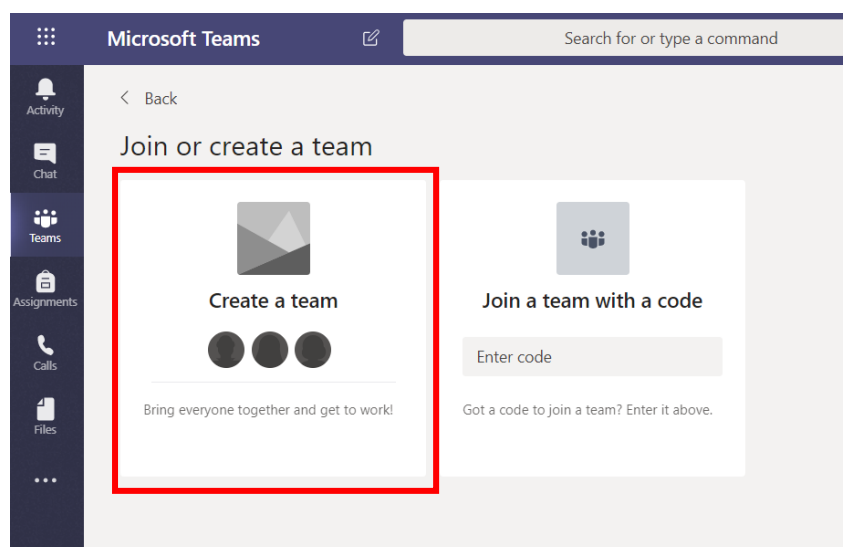 Microsoft Teams
Search for or type a command
Activity
Chat
Teams
Assignments
Calls
Files
Back
Join or create a team
Create a team
Bring everyone together and get to work!
Join a team with a code
Enter code
Got a code to join a team? Enter it above.